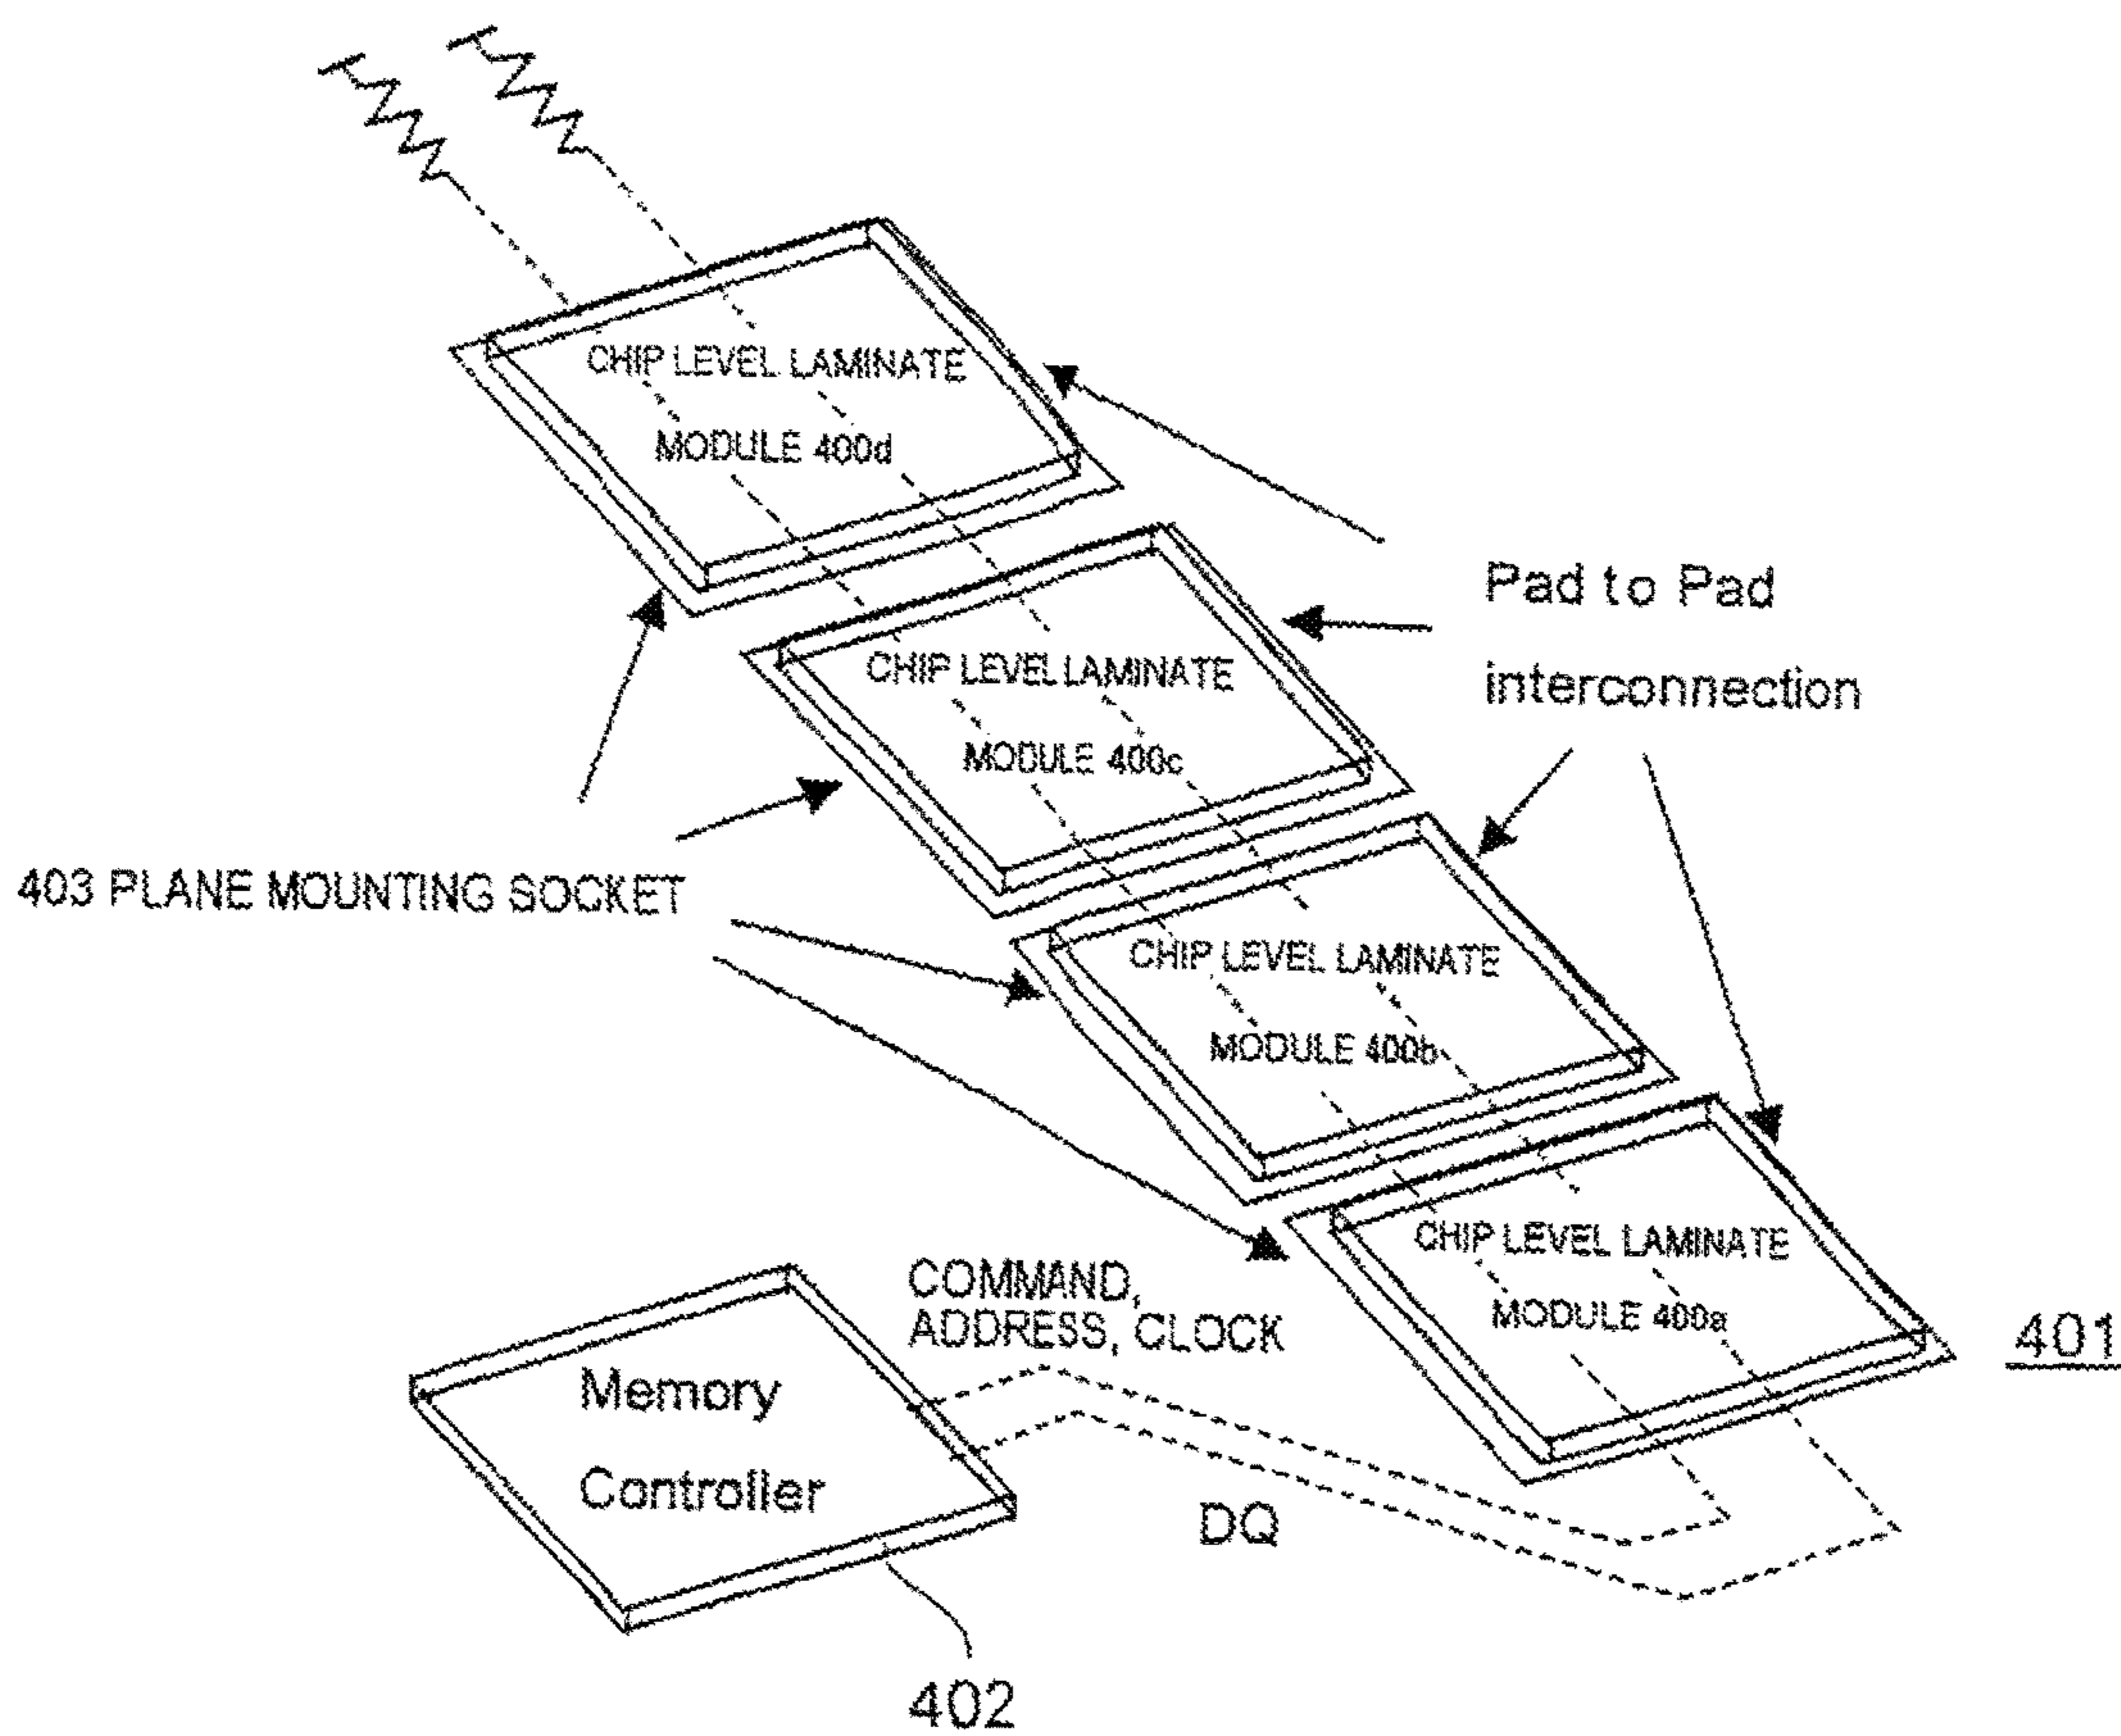 CHIP LEVEL LAMINATE
MODULE 400d
Pad to Pad
interconnection
CHIP LEVEL LAMINATE
MODULE 400c
403 PLANE MOUNTING SOCKET
CHIP LEVEL LAMINATE
MODULE 400b
CHIP LEVEL LAMINATE
MODULE 400a
401
COMMAND,
ADDRESS, CLOCK
Memory
Controller
DQ
402